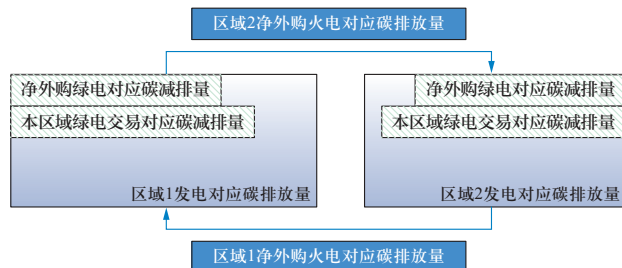 区域2净外购火电对应碳排放量
净外购绿电对应碳减排量
本区域绿电交易对应碳减排量
区域1发电对应碳排放量
净外购绿电对应碳减排量
本区域绿电交易对应碳减排量
区域2发电对应碳排放量
区域1净外购火电对应碳排放量